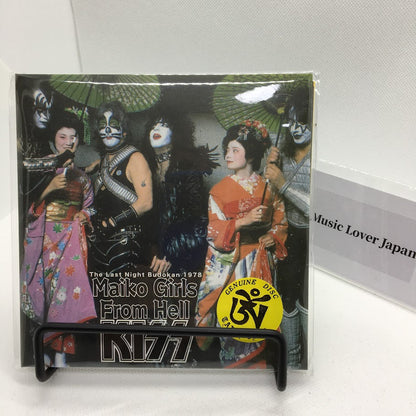 The Last Night Budokan 1978
Maiko Girls
From Hell
KISS
GENUINE DISC
Music Lover Japan